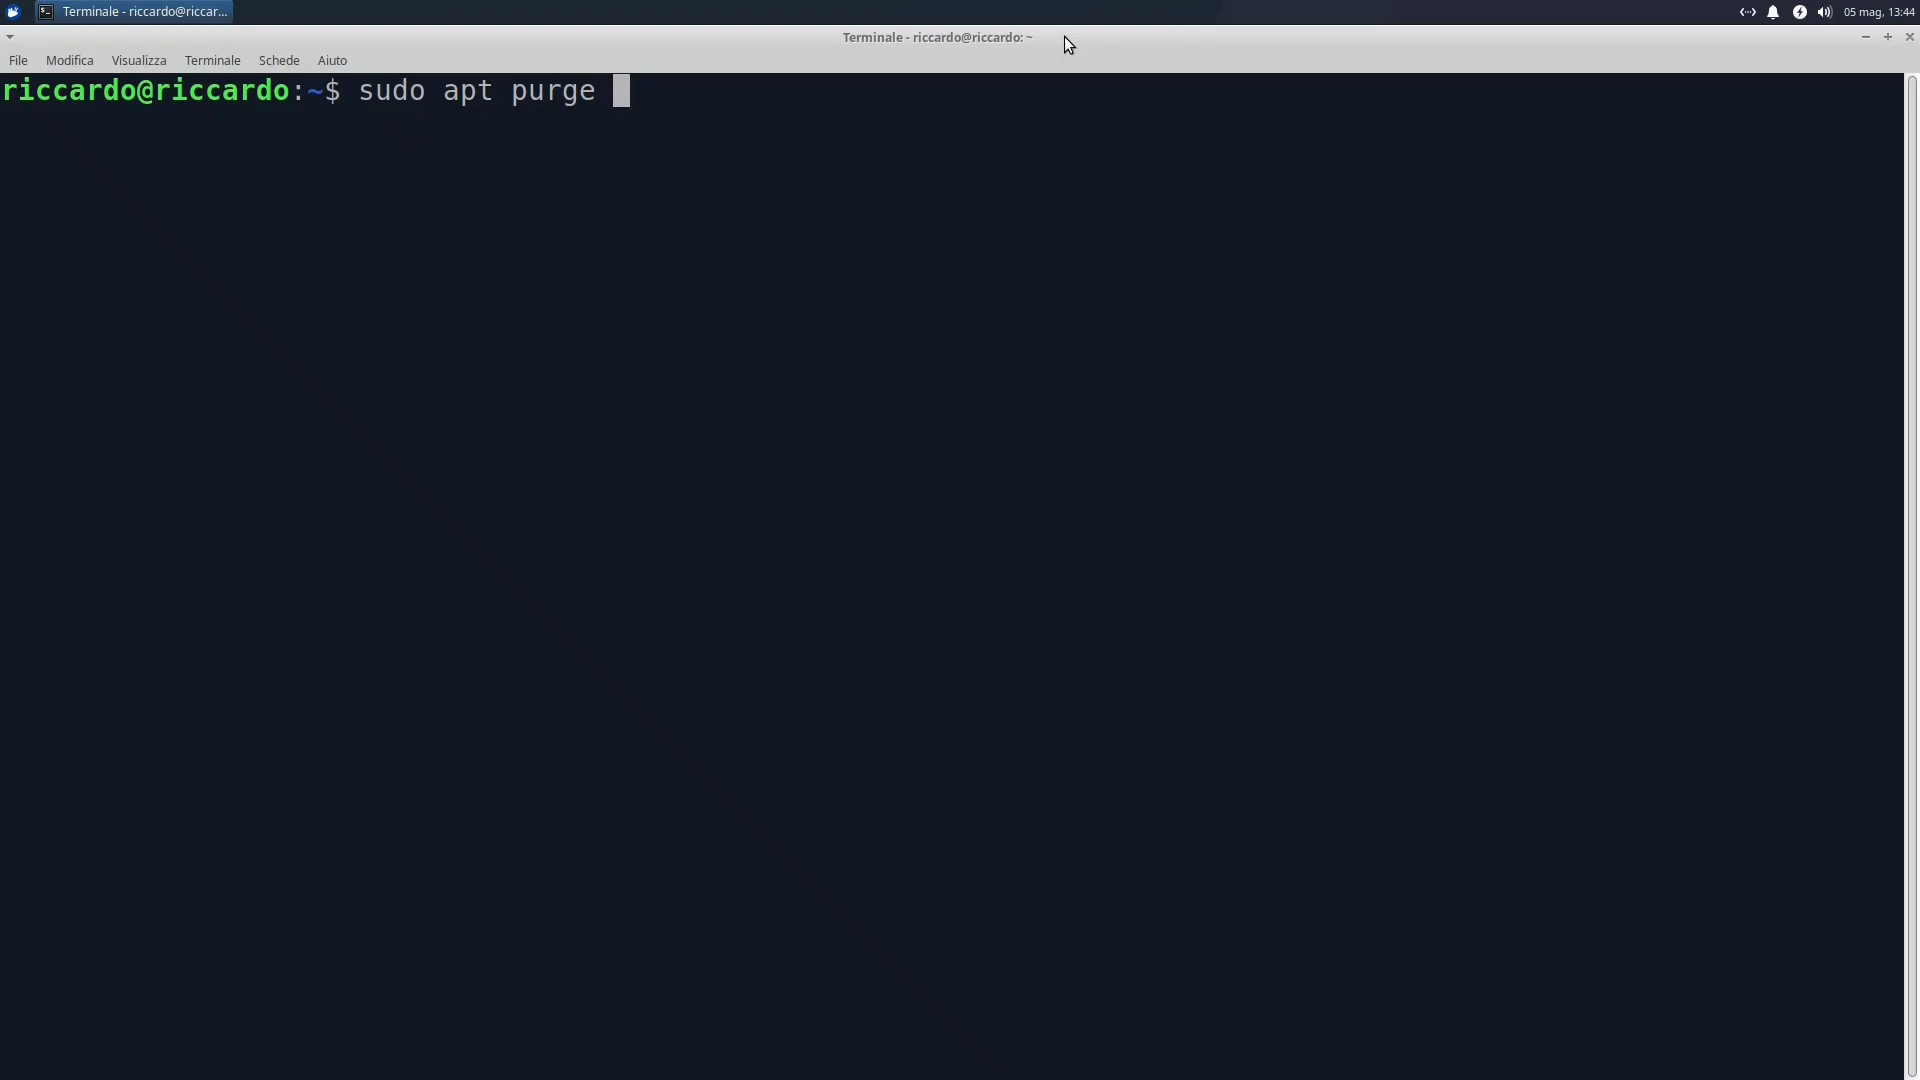 Terminale - riccardo@riccar...
05 mag, 13:44
Terminale - riccardo@riccardo: ~
File Modifica Visualizza Terminale Schede Aiuto
riccardo@riccardo:~$ sudo apt purge